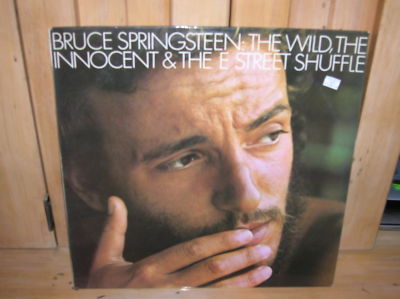 BRUCE SPRINGSTEEN: THE WILD, THE
INNOCENT & THE E STREET SHUFFLE